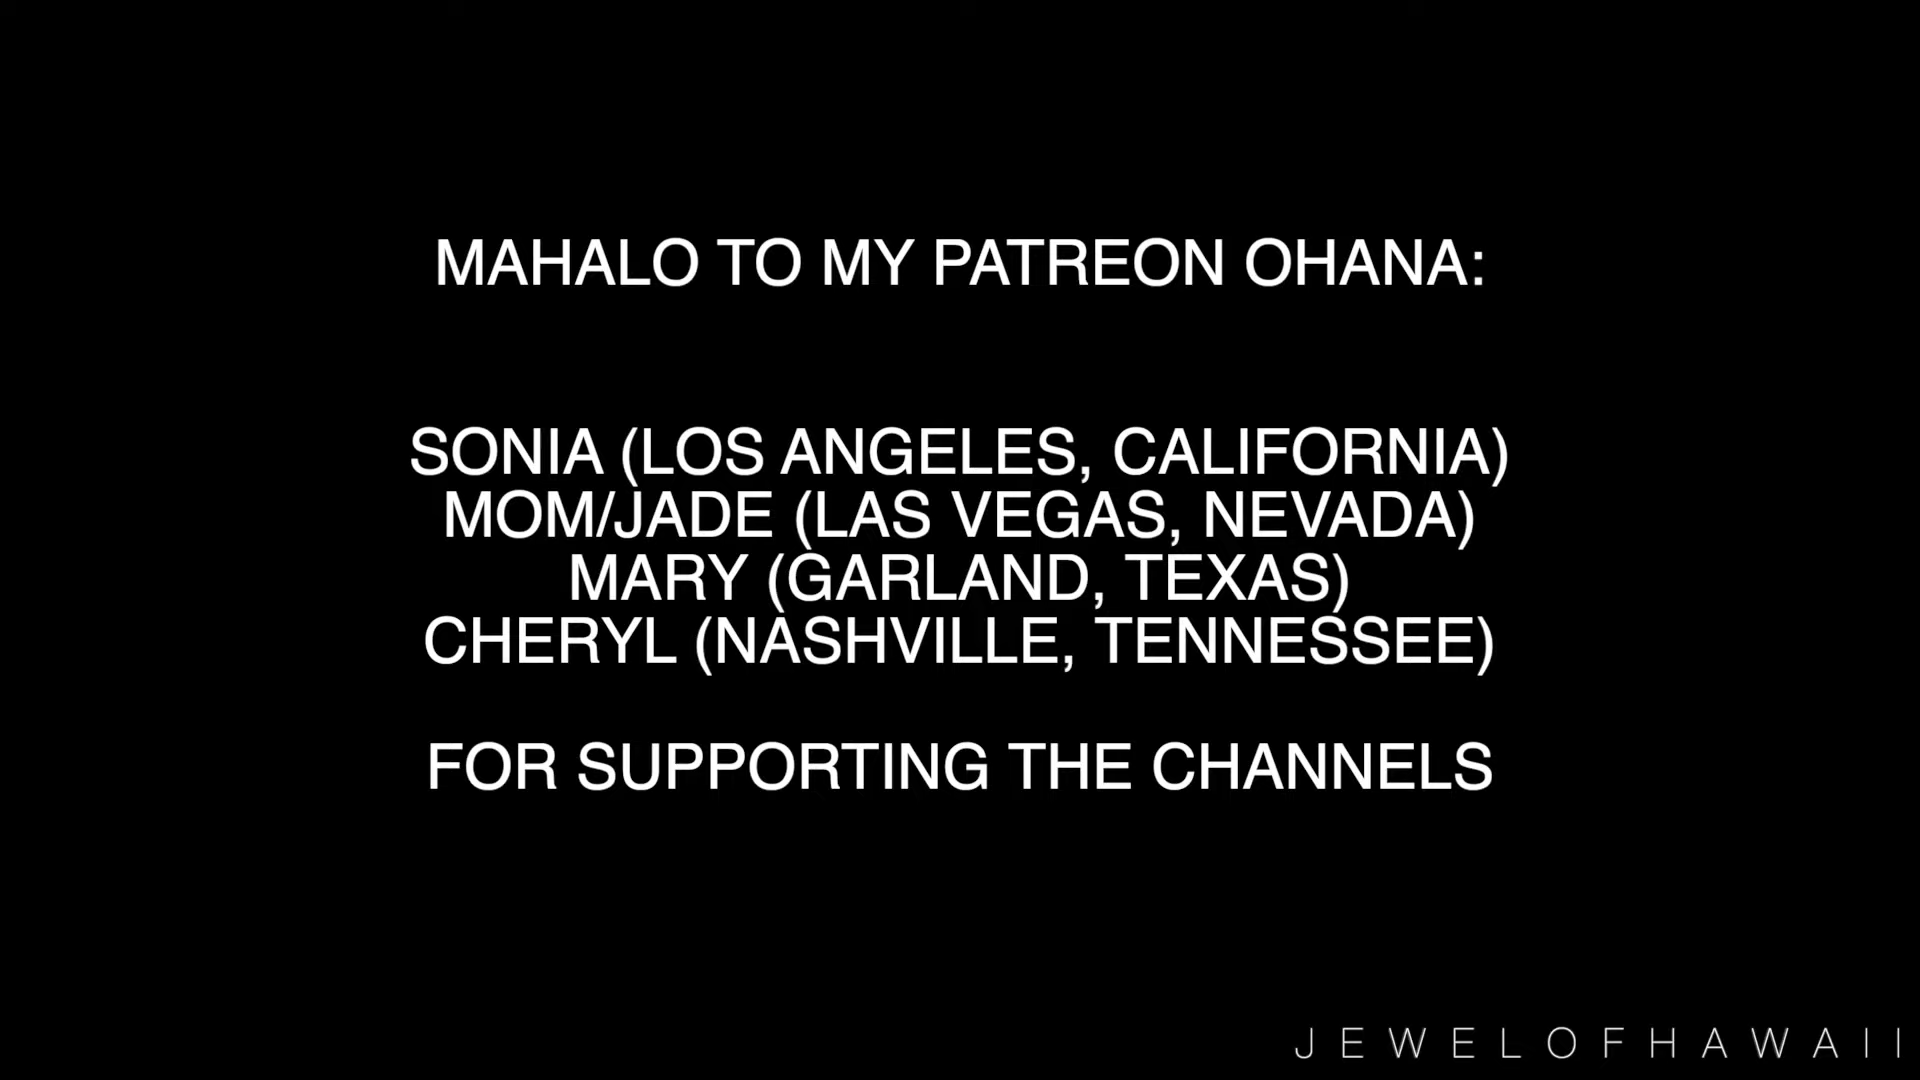 MAHALO TO MY PATREON OHANA:
SONIA (LOS ANGELES, CALIFORNIA)
MOM/JADE (LAS VEGAS, NEVADA)
MARY (GARLAND, TEXAS)
CHERYL (NASHVILLE, TENNESSEE)
FOR SUPPORTING THE CHANNELS
JEWELOFHAWAII